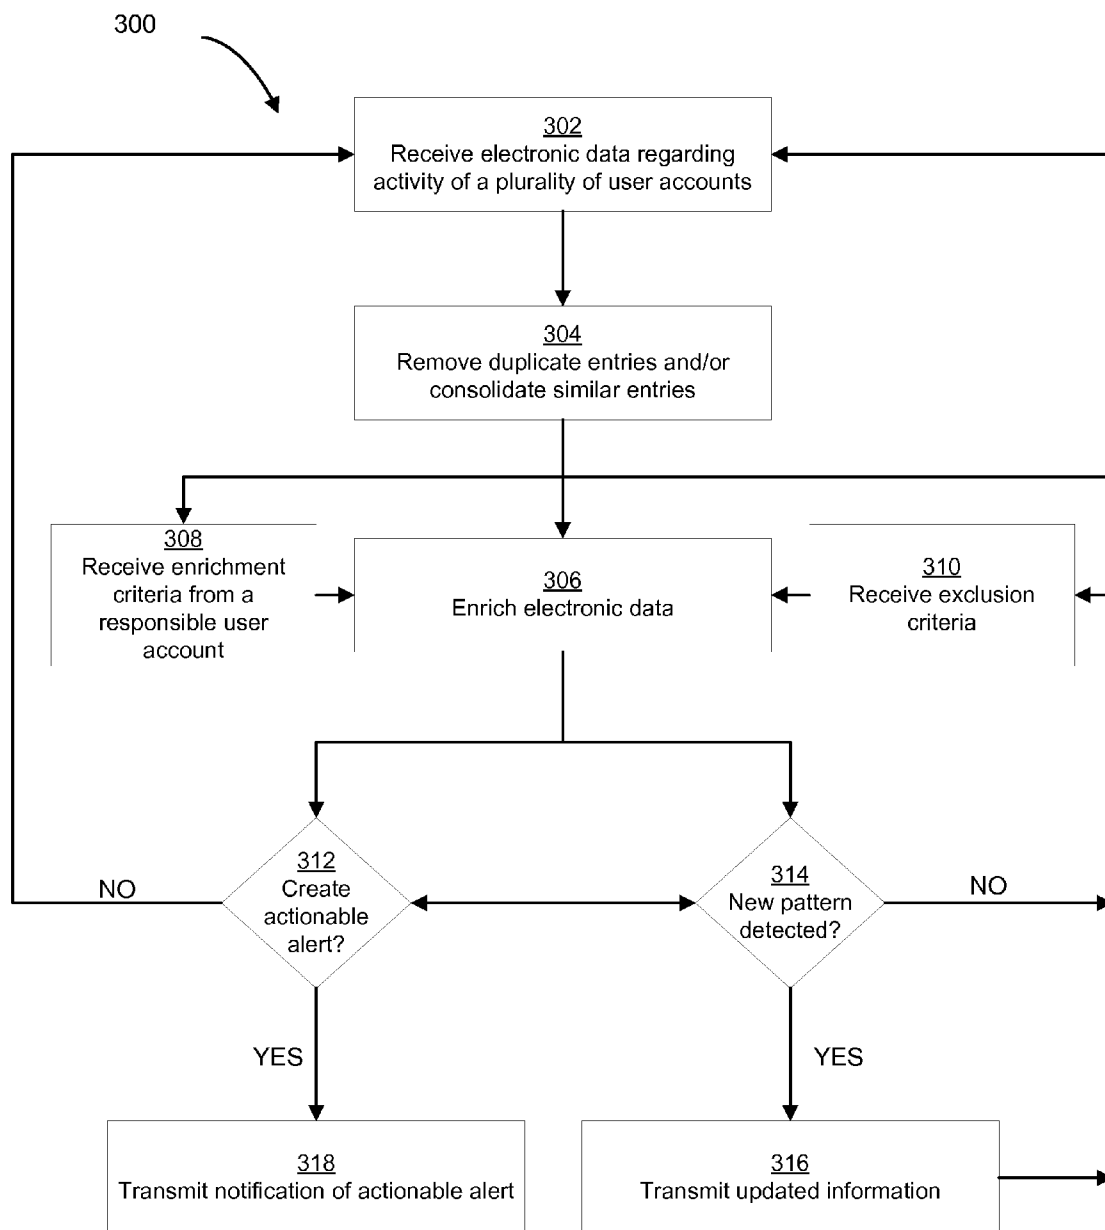 300
302
Receive electronic data regarding
activity of a plurality of user accounts
304
Remove duplicate entries and/or
consolidate similar entries
308
Receive enrichment
criteria from a
responsible user
account
306
Enrich electronic data
310
Receive exclusion
criteria
312
Create
actionable
alert?
314
New pattern
detected?
NO
NO
YES
YES
318
Transmit notification of actionable alert
316
Transmit updated information